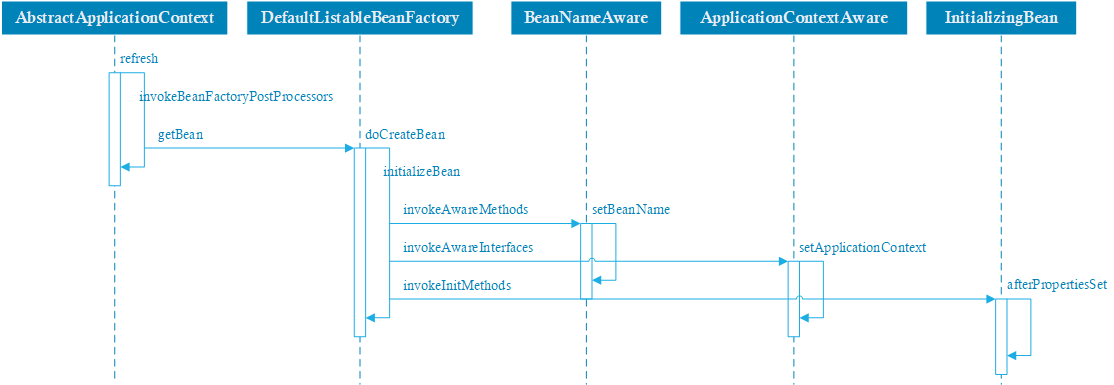 AbstractApplicationContext
DefaultListableBeanFactory
BeanNameAware
ApplicationContextAware
InitializingBean
refresh
invokeBeanFactoryPostProcessors
getBean
doCreateBean
initializeBean
invokeAwareMethods
setBeanName
invokeAwareInterfaces
setApplicationContext
invokeInitMethods
afterPropertiesSet